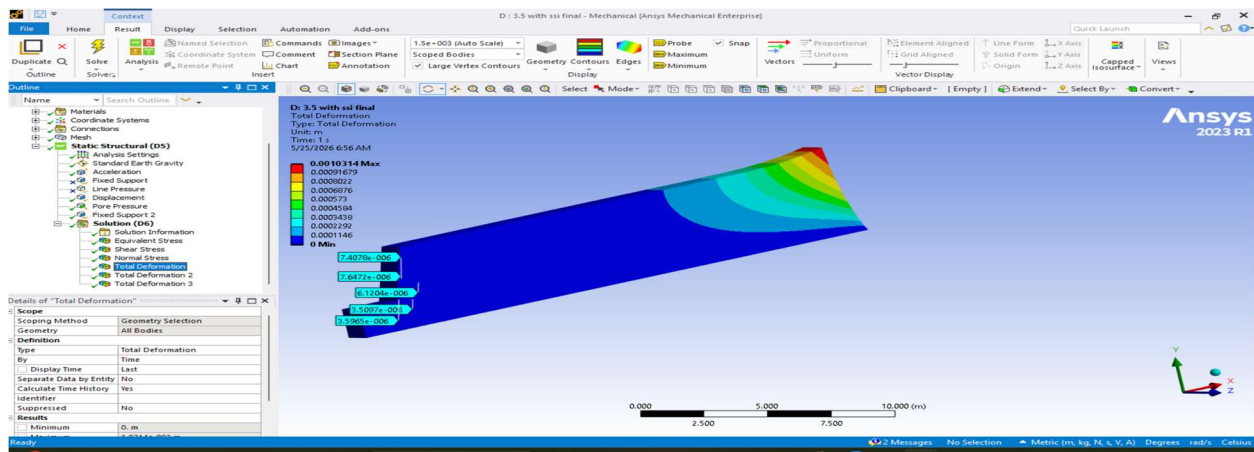 Context
D : 3.5 with ssi final - Mechanical [Ansys Mechanical Enterprise]
File Home Result Display Selection Automation Add-ons Quick Launch
Duplicate Solve Analysis
Named Selection Commands Images
Coordinate System Comment Section Plane
Remote Point Chart Annotation
1.5e+003 (Auto Scale)
Scoped Bodies
Large Vertex Contours
Geometry Contours Edges
Probe Snap
Maximum
Minimum
Vectors
Proportional
Uniform
Element Aligned
Grid Aligned
Line Form X Axis
Solid Form Y Axis
Origin Z Axis
Capped Isosurface
Views
Outline Solver Insert Display Vector Display
Outline
Name Search Outline
Select Mode Clipboard [ Empty ] Extend Select By Convert
Materials
Coordinate Systems
Connections
Mesh
Static Structural (D5)
Analysis Settings
Standard Earth Gravity
Acceleration
Fixed Support
Line Pressure
Displacement
Pore Pressure
Fixed Support 2
Solution (D6)
Solution Information
Equivalent Stress
Shear Stress
Normal Stress
Total Deformation
Total Deformation 2
Total Deformation 3
Details of "Total Deformation"
Scope
Scoping Method Geometry Selection
Geometry All Bodies
Definition
Type Total Deformation
By Time
Display Time Last
Separate Data by Entity No
Calculate Time History Yes
Identifier
Suppressed No
Results
Minimum 0. m
D: 3.5 with ssi final
Total Deformation
Type: Total Deformation
Unit: m
Time: 1 s
5/25/2026 6:56 AM
0.0010314 Max
0.00091679
0.0008022
0.0006876
0.000573
0.0004584
0.0003438
0.0002292
0.0001146
0 Min
7.4078e-006
7.6472e-006
6.1204e-006
3.5097e-006
3.5965e-006
Ansys
2023 R1
Y
X
Z
0.000 5.000 10.000 (m)
2.500 7.500
Ready 2 Messages No Selection Metric (m, kg, N, s, V, A) Degrees rad/s Celsius